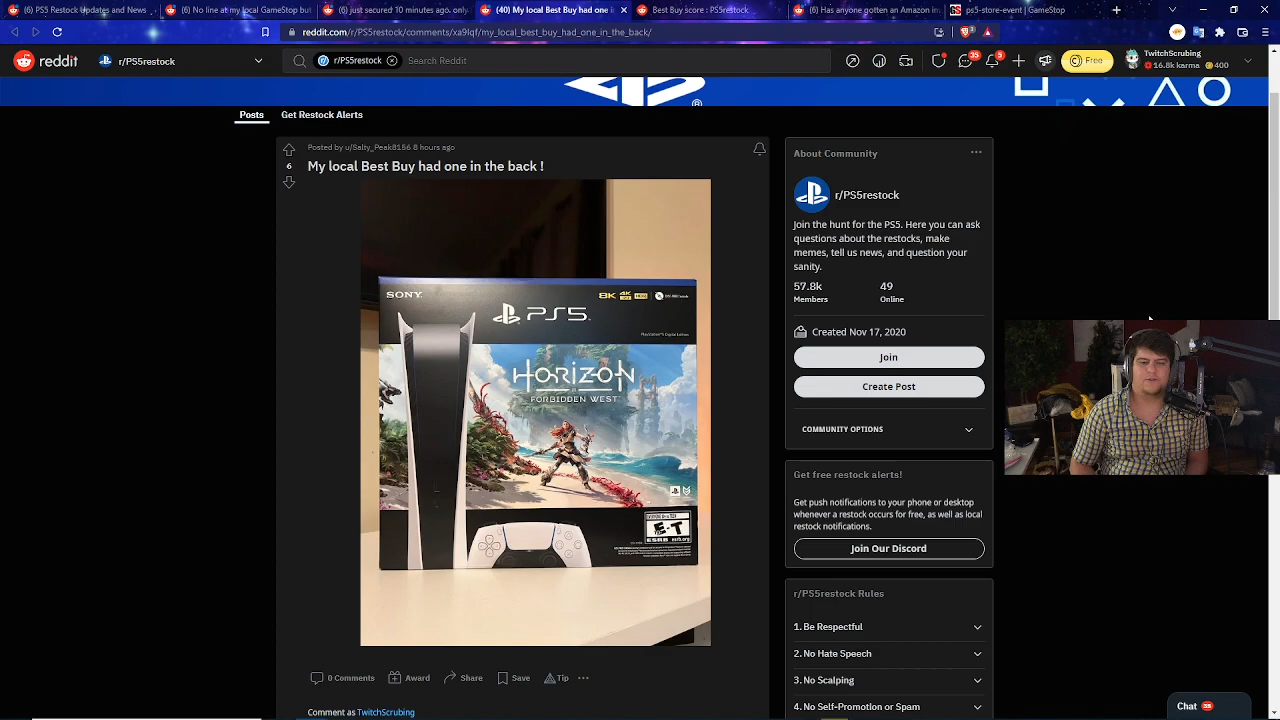 (6) PS5 Restock Updates and News
(6) No line at my local GameStop but
(6) just secured 10 minutes ago. only
(40) My local Best Buy had one in
Best Buy score : PS5restock
(6) Has anyone gotten an Amazon in
ps5-store-event | GameStop
reddit.com/r/PS5restock/comments/xa9lqf/my_local_best_buy_had_one_in_the_back/
reddit
r/PS5restock
r/PS5restock
Search Reddit
33
5
Free
TwitchScrubing
16.8k karma
400
Posts
Get Restock Alerts
Posted by u/Salty_Peak8156 8 hours ago
6
My local Best Buy had one in the back !
SONY
8K
4K
HDR
PS5
PlayStation®5 Digital Edition
HORIZON
FORBIDDEN WEST
E-T
ESRB
esrb.org
0 Comments
Award
Share
Save
Tip
Comment as TwitchScrubing
About Community
r/PS5restock
Join the hunt for the PS5. Here you can ask
questions about the restocks, make
memes, tell us news, and question your
sanity.
57.8k
49
Members
Online
Created Nov 17, 2020
Join
Create Post
COMMUNITY OPTIONS
Get free restock alerts!
Get push notifications to your phone or desktop
whenever a restock occurs for free, as well as local
restock notifications.
Join Our Discord
r/PS5restock Rules
1. Be Respectful
2. No Hate Speech
3. No Scalping
4. No Self-Promotion or Spam
Chat